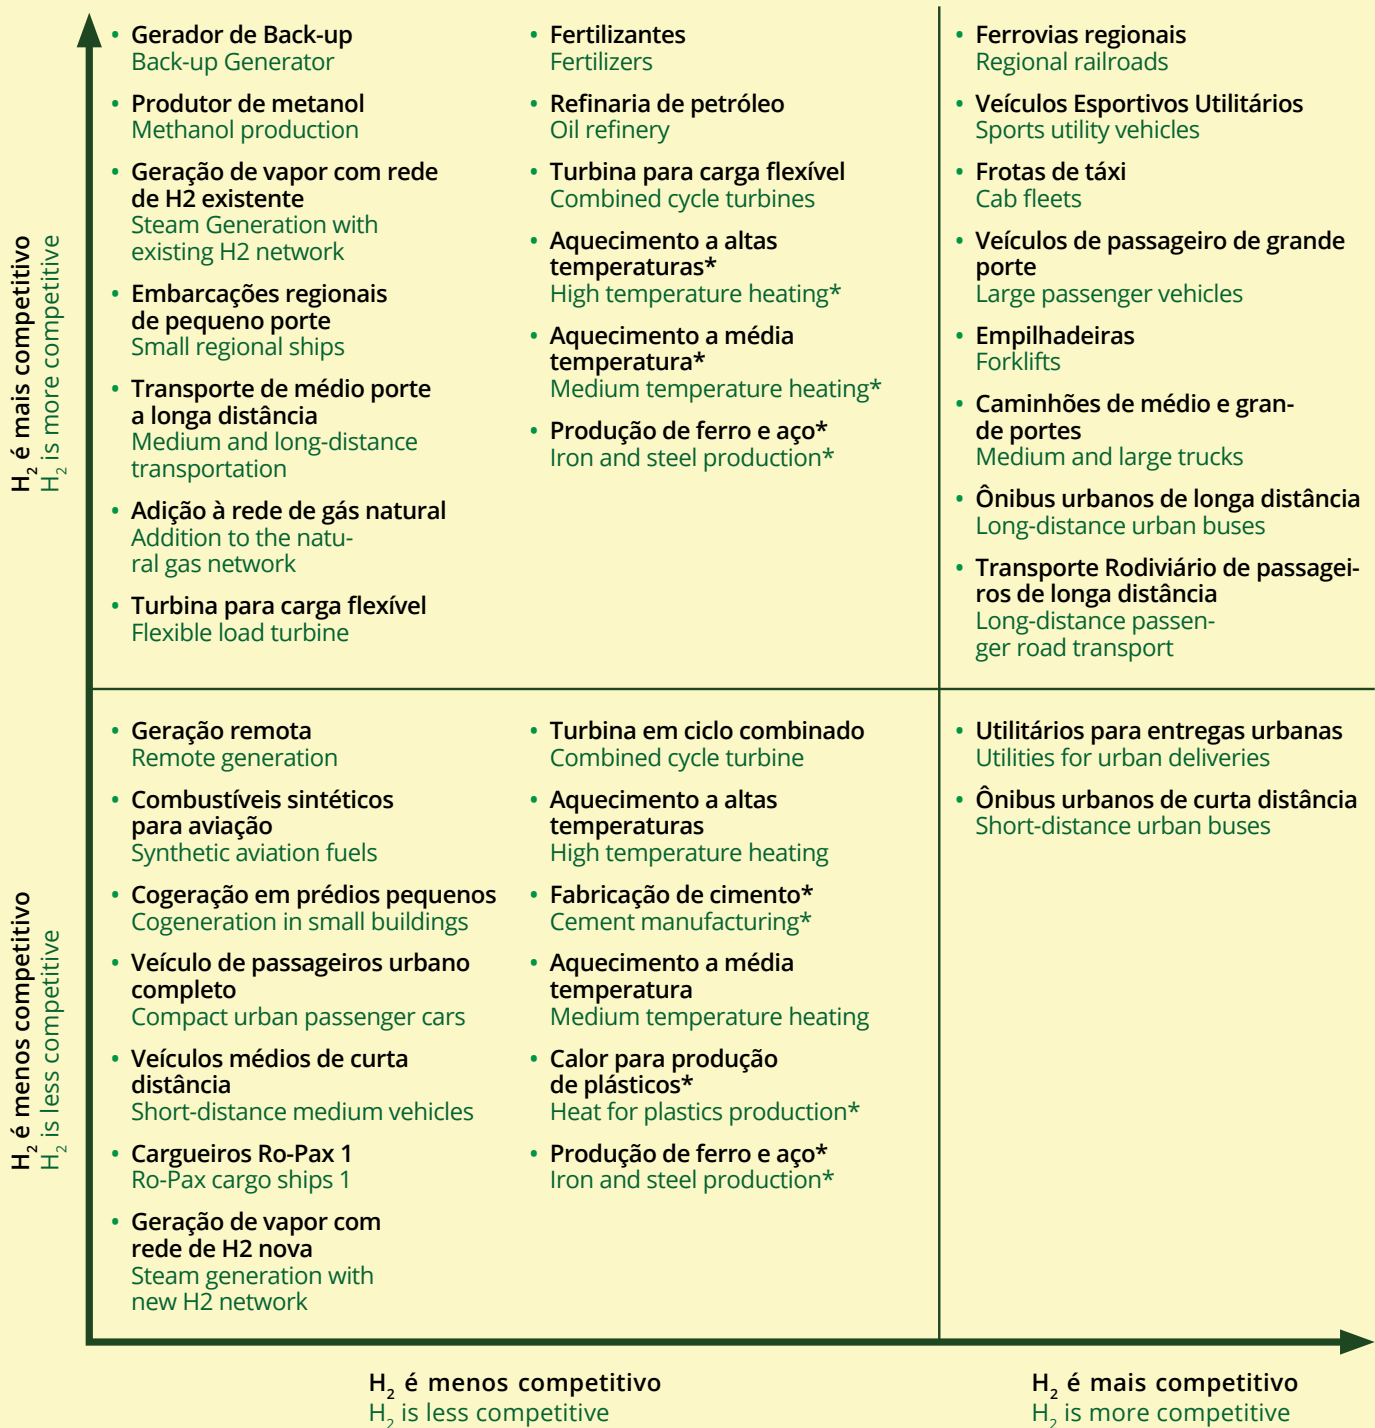 H2 é mais competitivo
H2 is more competitive
• Gerador de Back-up
Back-up Generator
• Produtor de metanol
Methanol production
• Geração de vapor com rede
de H2 existente
Steam Generation with
existing H2 network
• Embarcações regionais
de pequeno porte
Small regional ships
• Transporte de médio porte
a longa distância
Medium and long-distance
transportation
• Adição à rede de gás natural
Addition to the natu-
ral gas network
• Turbina para carga flexível
Flexible load turbine
• Fertilizantes
Fertilizers
• Refinaria de petróleo
Oil refinery
• Turbina para carga flexível
Combined cycle turbines
• Aquecimento a altas
temperaturas*
High temperature heating*
• Aquecimento a média
temperatura*
Medium temperature heating*
• Produção de ferro e aço*
Iron and steel production*
• Ferrovias regionais
Regional railroads
• Veículos Esportivos Utilitários
Sports utility vehicles
• Frotas de táxi
Cab fleets
• Veículos de passageiro de grande
porte
Large passenger vehicles
• Empilhadeiras
Forklifts
• Caminhões de médio e gran-
de portes
Medium and large trucks
• Ônibus urbanos de longa distância
Long-distance urban buses
• Transporte Rodiviário de passagei-
ros de longa distância
Long-distance passen-
ger road transport
H2 é menos competitivo
H2 is less competitive
• Geração remota
Remote generation
• Combustíveis sintéticos
para aviação
Synthetic aviation fuels
• Cogeração em prédios pequenos
Cogeneration in small buildings
• Veículo de passageiros urbano
completo
Compact urban passenger cars
• Veículos médios de curta
distância
Short-distance medium vehicles
• Cargueiros Ro-Pax 1
Ro-Pax cargo ships 1
• Geração de vapor com
rede de H2 nova
Steam generation with
new H2 network
• Turbina em ciclo combinado
Combined cycle turbine
• Aquecimento a altas
temperaturas
High temperature heating
• Fabricação de cimento*
Cement manufacturing*
• Aquecimento a média
temperatura
Medium temperature heating
• Calor para produção
de plásticos*
Heat for plastics production*
• Produção de ferro e aço*
Iron and steel production*
• Utilitários para entregas urbanas
Utilities for urban deliveries
• Ônibus urbanos de curta distância
Short-distance urban buses
H2 é menos competitivo
H2 is less competitive
H2 é mais competitivo
H2 is more competitive